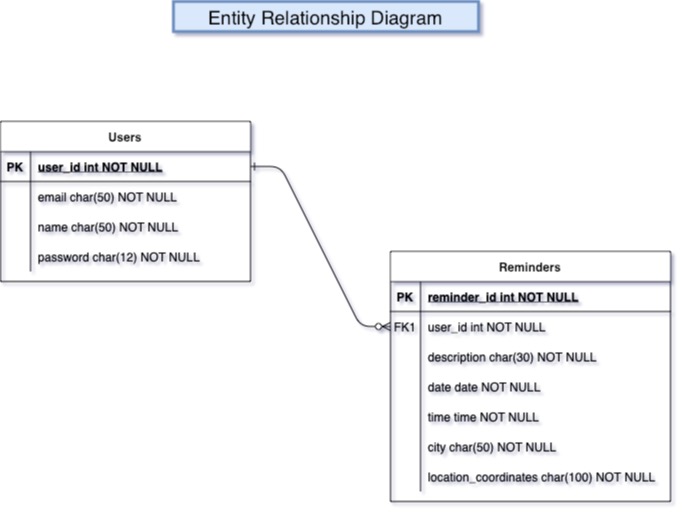 Entity Relationship Diagram
Users
PK user_id int NOT NULL
email char(50) NOT NULL
name char(50) NOT NULL
password char(12) NOT NULL
Reminders
PK reminder_id int NOT NULL
FK1 user_id int NOT NULL
description char(30) NOT NULL
date date NOT NULL
time time NOT NULL
city char(50) NOT NULL
location_coordinates char(100) NOT NULL